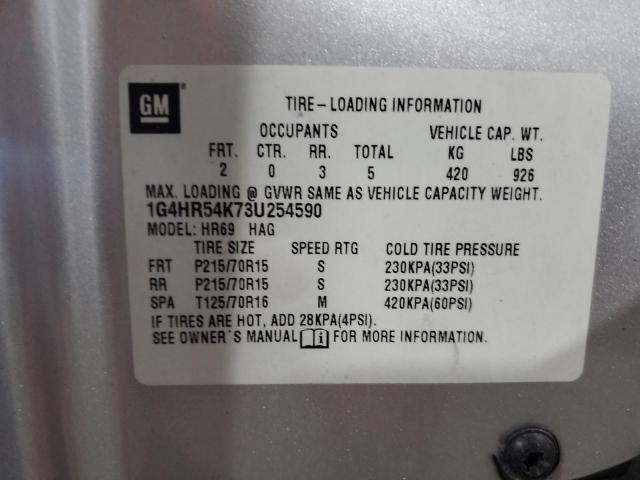 GM
TIRE-LOADING INFORMATION
OCCUPANTS VEHICLE CAP. WT.
FRT. CTR. RR. TOTAL KG LBS
2 0 3 5 420 926
MAX. LOADING @ GVWR SAME AS VEHICLE CAPACITY WEIGHT.
1G4HR54K73U254590
MODEL: HR69 HAG
TIRE SIZE SPEED RTG COLD TIRE PRESSURE
FRT P215/70R15 S 230KPA(33PSI)
RR P215/70R15 S 230KPA(33PSI)
SPA T125/70R16 M 420KPA(60PSI)
IF TIRES ARE HOT, ADD 28KPA(4PSI).
SEE OWNER'S MANUAL i FOR MORE INFORMATION.